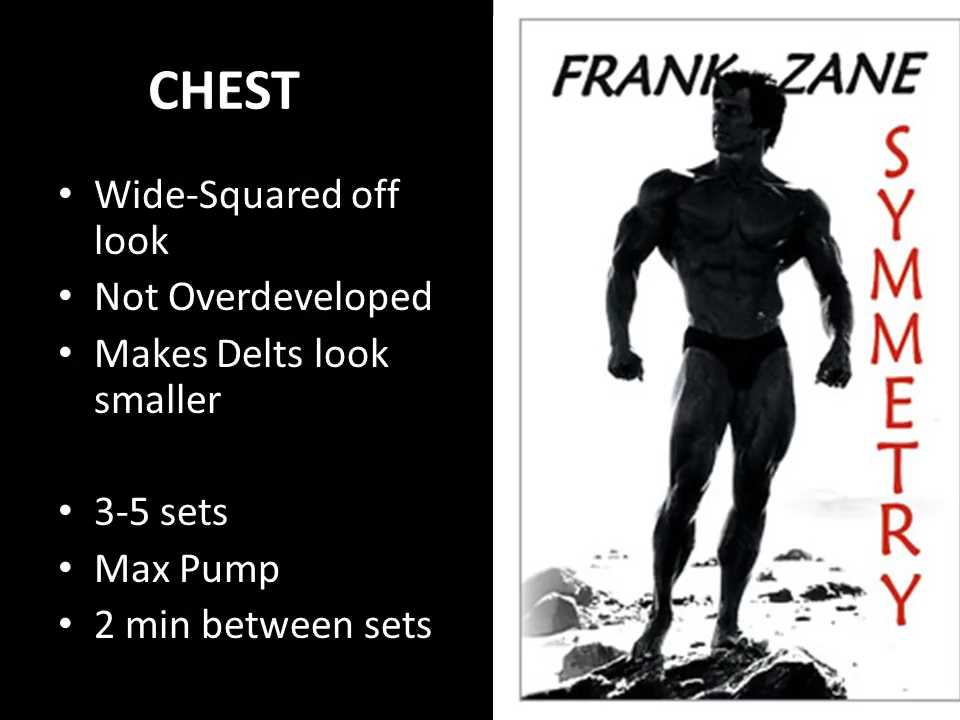 CHEST
• Wide-Squared off
look
• Not Overdeveloped
• Makes Delts look
smaller
• 3-5 sets
• Max Pump
• 2 min between sets
FRANK ZANE
SYMMETRY